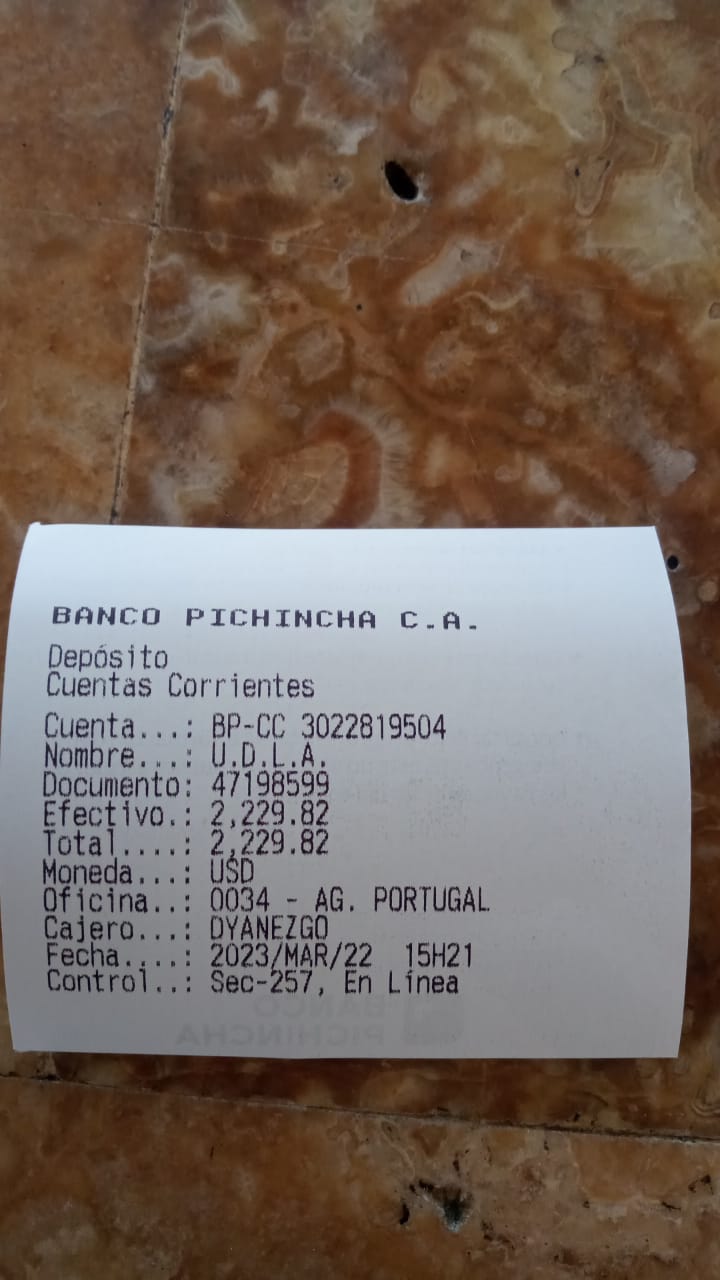 BANCO PICHINCHA C.A.
Depósito
Cuentas Corrientes
Cuenta...: BP-CC 3022819504
Nombre...: U.D.L.A.
Documento: 47198599
Efectivo.: 2,229.82
Total....: 2,229.82
Moneda...: USD
Oficina..: 0034 - AG. PORTUGAL
Cajero...: DYANEZGO
Fecha....: 2023/MAR/22 15H21
Control..: Sec-257, En Línea
BANCO
PICHINCHA